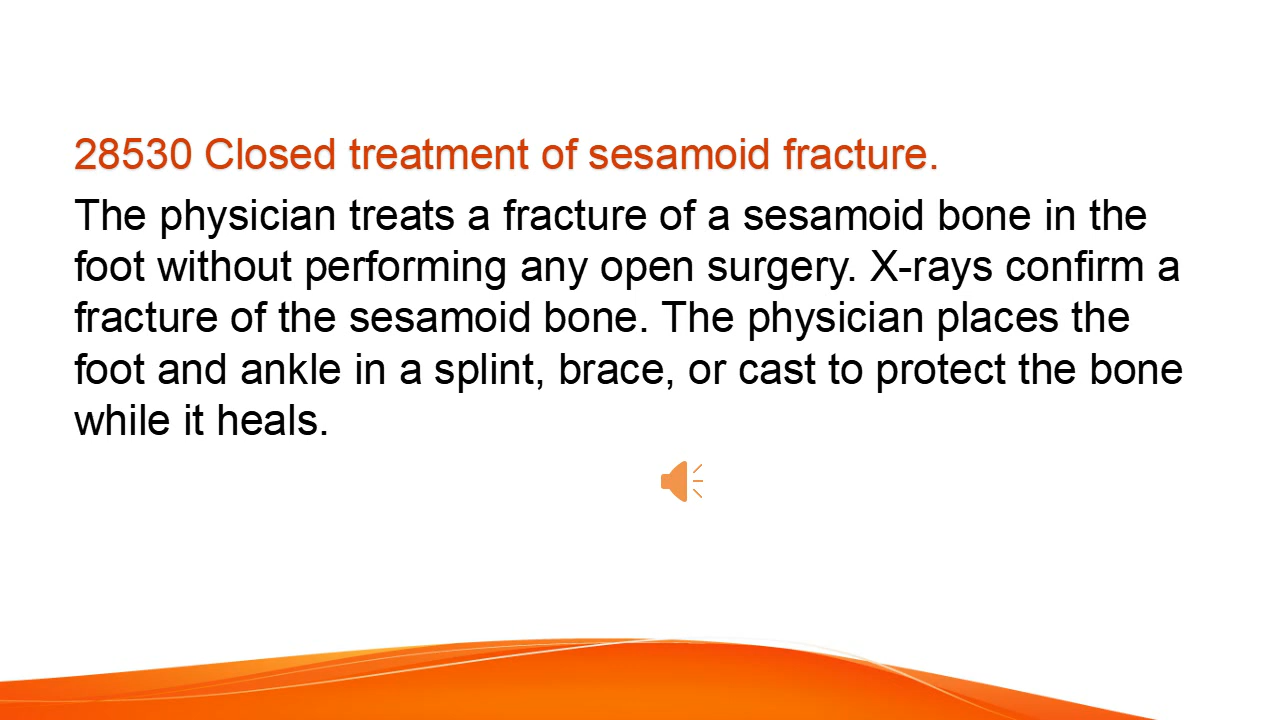 28530 Closed treatment of sesamoid fracture.
The physician treats a fracture of a sesamoid bone in the
foot without performing any open surgery. X-rays confirm a
fracture of the sesamoid bone. The physician places the
foot and ankle in a splint, brace, or cast to protect the bone
while it heals.